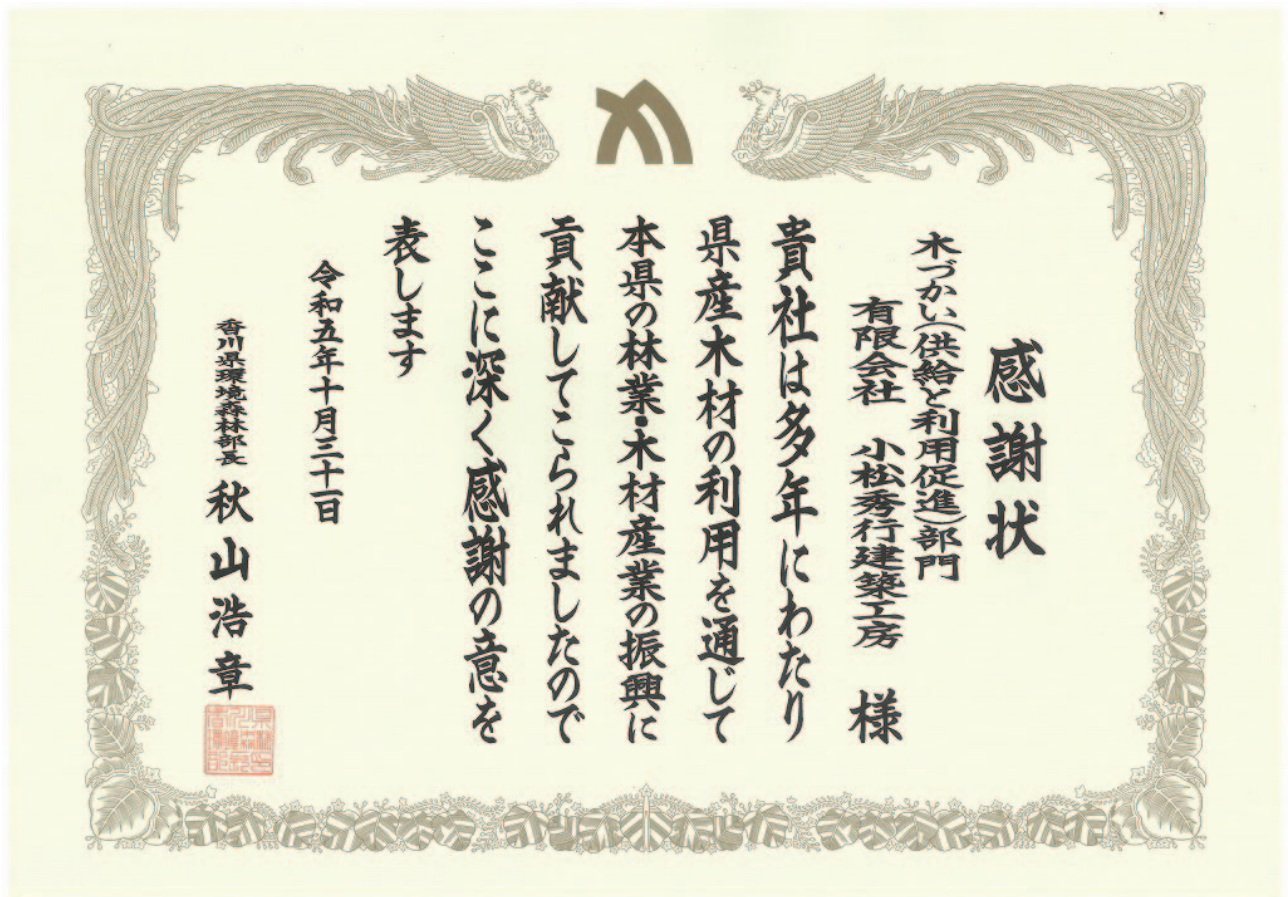 感謝状
木づかい(供給と利用促進)部門
有限会社 小松秀行建築工房 様
貴社は多年にわたり
県産木材の利用を通じて
本県の林業・木材産業の振興に
貢献してこられましたので
ここに深く感謝の意を
表します
令和五年十月三十一日
香川県環境森林部長 秋山浩章